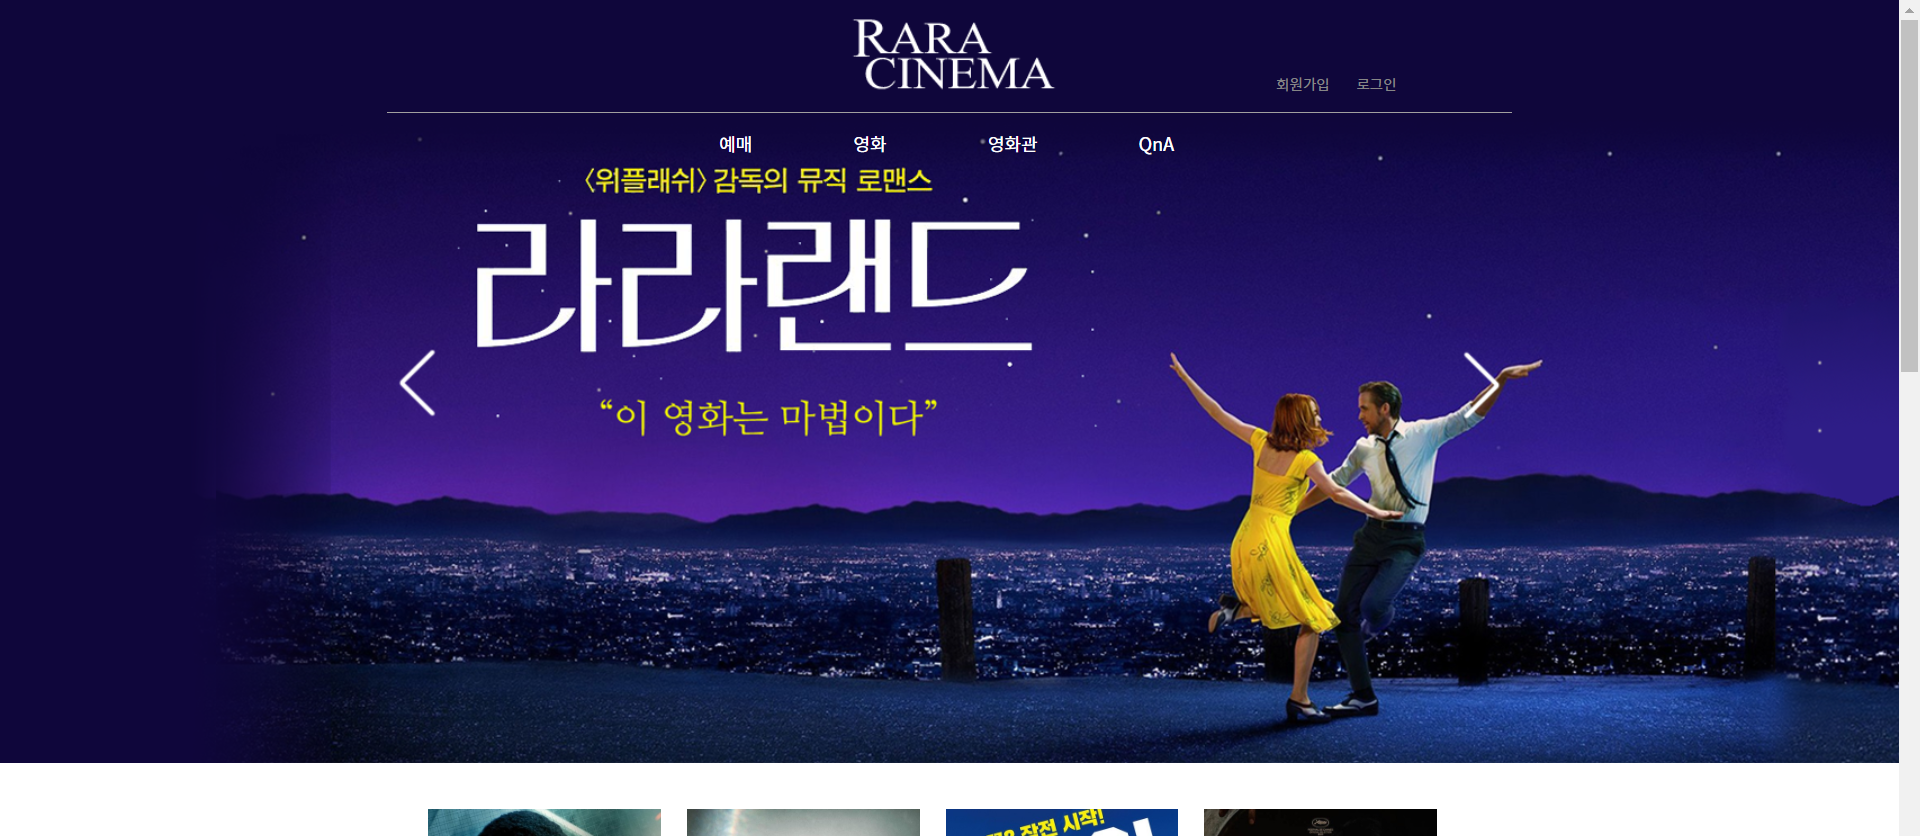 RARA
CINEMA
회원가입 로그인
예매 영화 영화관 QnA
〈위플래쉬〉 감독의 뮤직 로맨스
라라랜드
“이 영화는 마법이다”
작전 시작!